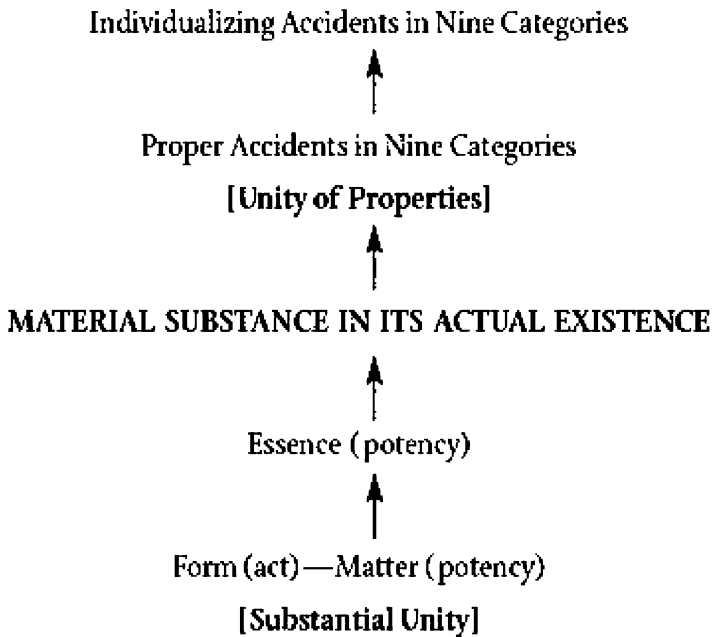 Individualizing Accidents in Nine Categories
Proper Accidents in Nine Categories
[Unity of Properties]
MATERIAL SUBSTANCE IN ITS ACTUAL EXISTENCE
Essence (potency)
Form (act)—Matter (potency)
[Substantial Unity]